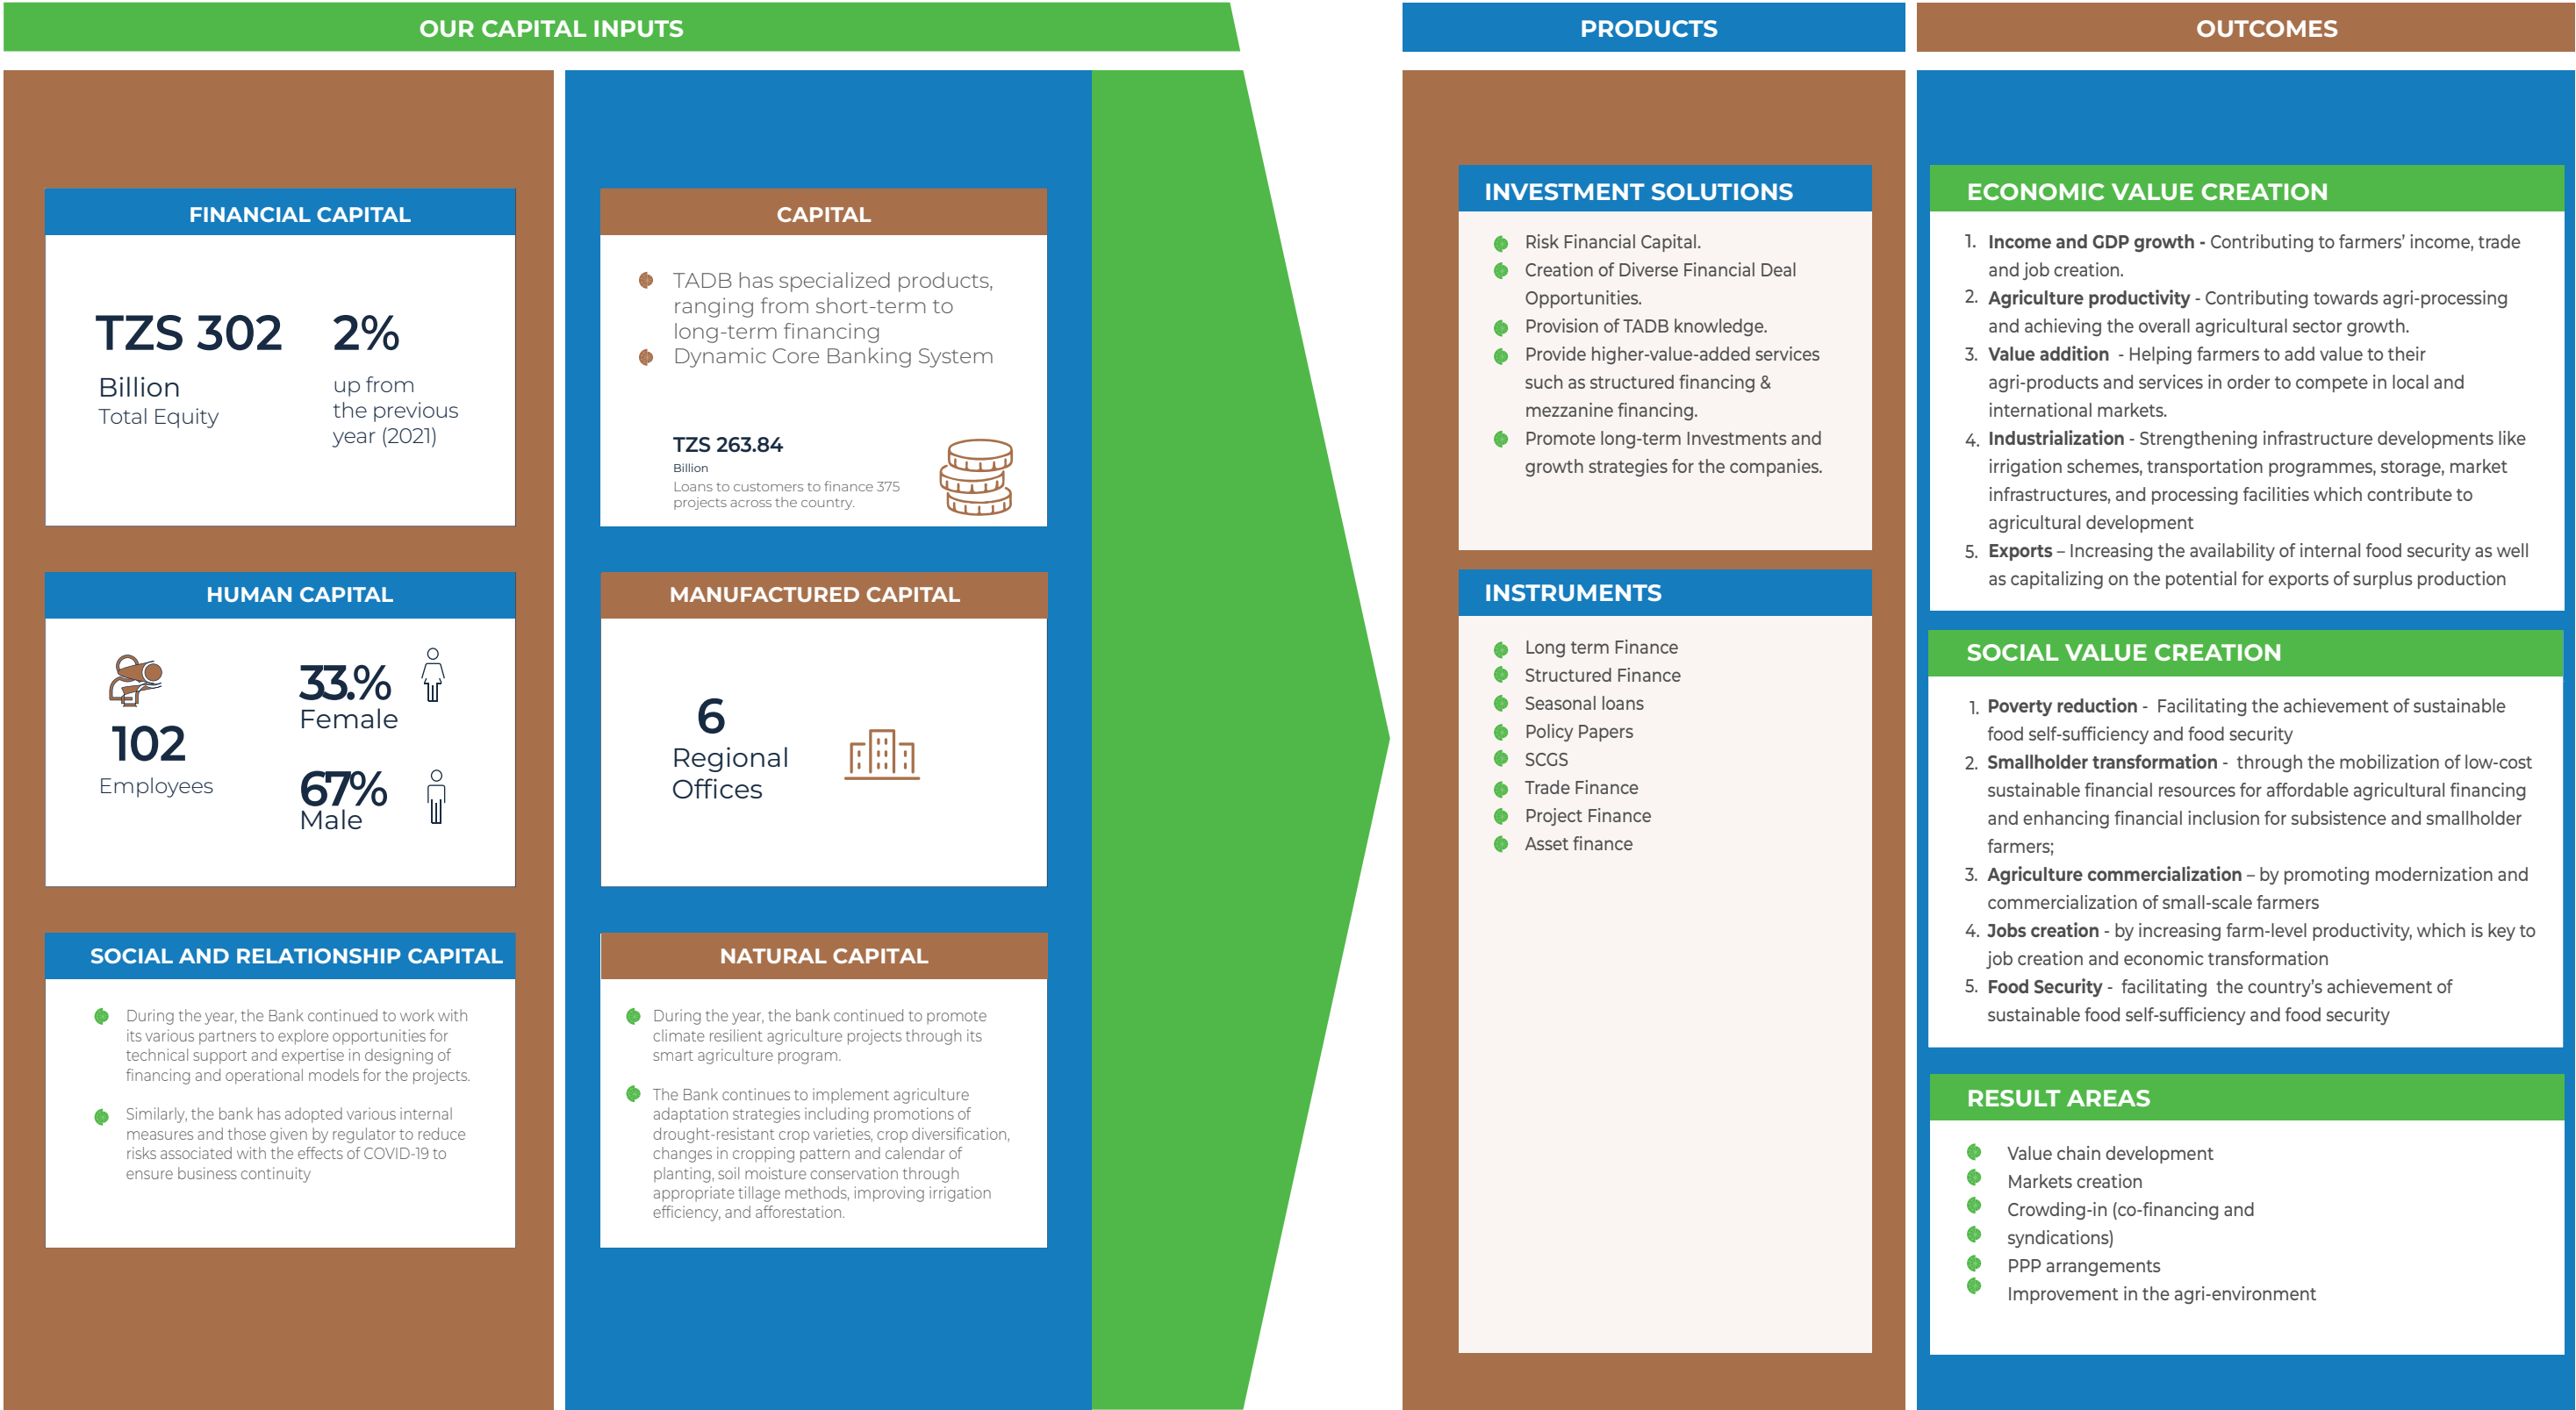 OUR CAPITAL INPUTS
FINANCIAL CAPITAL
TZS 302
Billion
Total Equity
2%
up from
the previous
year (2021)
HUMAN CAPITAL
102
Employees
33.%
Female
67%
Male
SOCIAL AND RELATIONSHIP CAPITAL
During the year, the Bank continued to work with
its various partners to explore opportunities for
technical support and expertise in designing of
financing and operational models for the projects.
Similarly, the bank has adopted various internal
measures and those given by regulator to reduce
risks associated with the effects of COVID-19 to
ensure business continuity
CAPITAL
TADB has specialized products,
ranging from short-term to
long-term financing
Dynamic Core Banking System
TZS 263.84
Billion
Loans to customers to finance 375
projects across the country.
MANUFACTURED CAPITAL
6
Regional
Offices
NATURAL CAPITAL
During the year, the bank continued to promote
climate resilient agriculture projects through its
smart agriculture program.
The Bank continues to implement agriculture
adaptation strategies including promotions of
drought-resistant crop varieties, crop diversification,
changes in cropping pattern and calendar of
planting, soil moisture conservation through
appropriate tillage methods, improving irrigation
efficiency, and afforestation.
PRODUCTS
INVESTMENT SOLUTIONS
Risk Financial Capital.
Creation of Diverse Financial Deal
Opportunities.
Provision of TADB knowledge.
Provide higher-value-added services
such as structured financing &
mezzanine financing.
Promote long-term Investments and
growth strategies for the companies.
INSTRUMENTS
Long term Finance
Structured Finance
Seasonal loans
Policy Papers
SCGS
Trade Finance
Project Finance
Asset finance
OUTCOMES
ECONOMIC VALUE CREATION
1. Income and GDP growth - Contributing to farmers’ income, trade
and job creation.
2. Agriculture productivity - Contributing towards agri-processing
and achieving the overall agricultural sector growth.
3. Value addition - Helping farmers to add value to their
agri-products and services in order to compete in local and
international markets.
4. Industrialization - Strengthening infrastructure developments like
irrigation schemes, transportation programmes, storage, market
infrastructures, and processing facilities which contribute to
agricultural development
5. Exports – Increasing the availability of internal food security as well
as capitalizing on the potential for exports of surplus production
SOCIAL VALUE CREATION
1. Poverty reduction - Facilitating the achievement of sustainable
food self-sufficiency and food security
2. Smallholder transformation - through the mobilization of low-cost
sustainable financial resources for affordable agricultural financing
and enhancing financial inclusion for subsistence and smallholder
farmers;
3. Agriculture commercialization – by promoting modernization and
commercialization of small-scale farmers
4. Jobs creation - by increasing farm-level productivity, which is key to
job creation and economic transformation
5. Food Security - facilitating the country’s achievement of
sustainable food self-sufficiency and food security
RESULT AREAS
Value chain development
Markets creation
Crowding-in (co-financing and
syndications)
PPP arrangements
Improvement in the agri-environment